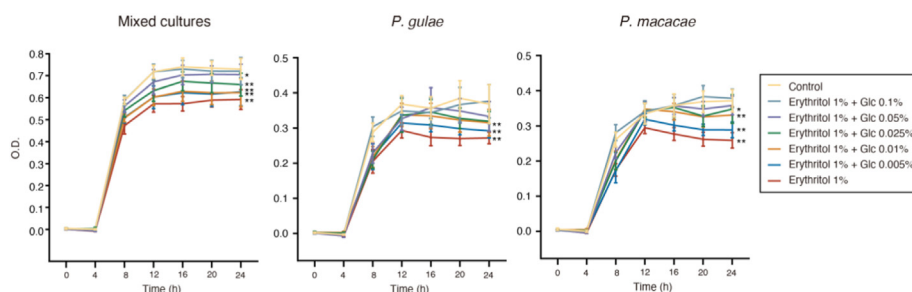 Mixed cultures
P. gulae
P. macacae
O.D.
0.8
0.7
0.6
0.5
0.4
0.3
0.2
0.1
0.0
*
**
**
**
**
0 4 8 12 16 20 24
Time (h)
0.5
0.4
0.3
0.2
0.1
0.0
**
**
**
0 4 8 12 16 20 24
Time (h)
0.5
0.4
0.3
0.2
0.1
0.0
*
**
**
**
0 4 8 12 16 20 24
Time (h)
Control
Erythritol 1% + Glc 0.1%
Erythritol 1% + Glc 0.05%
Erythritol 1% + Glc 0.025%
Erythritol 1% + Glc 0.01%
Erythritol 1% + Glc 0.005%
Erythritol 1%